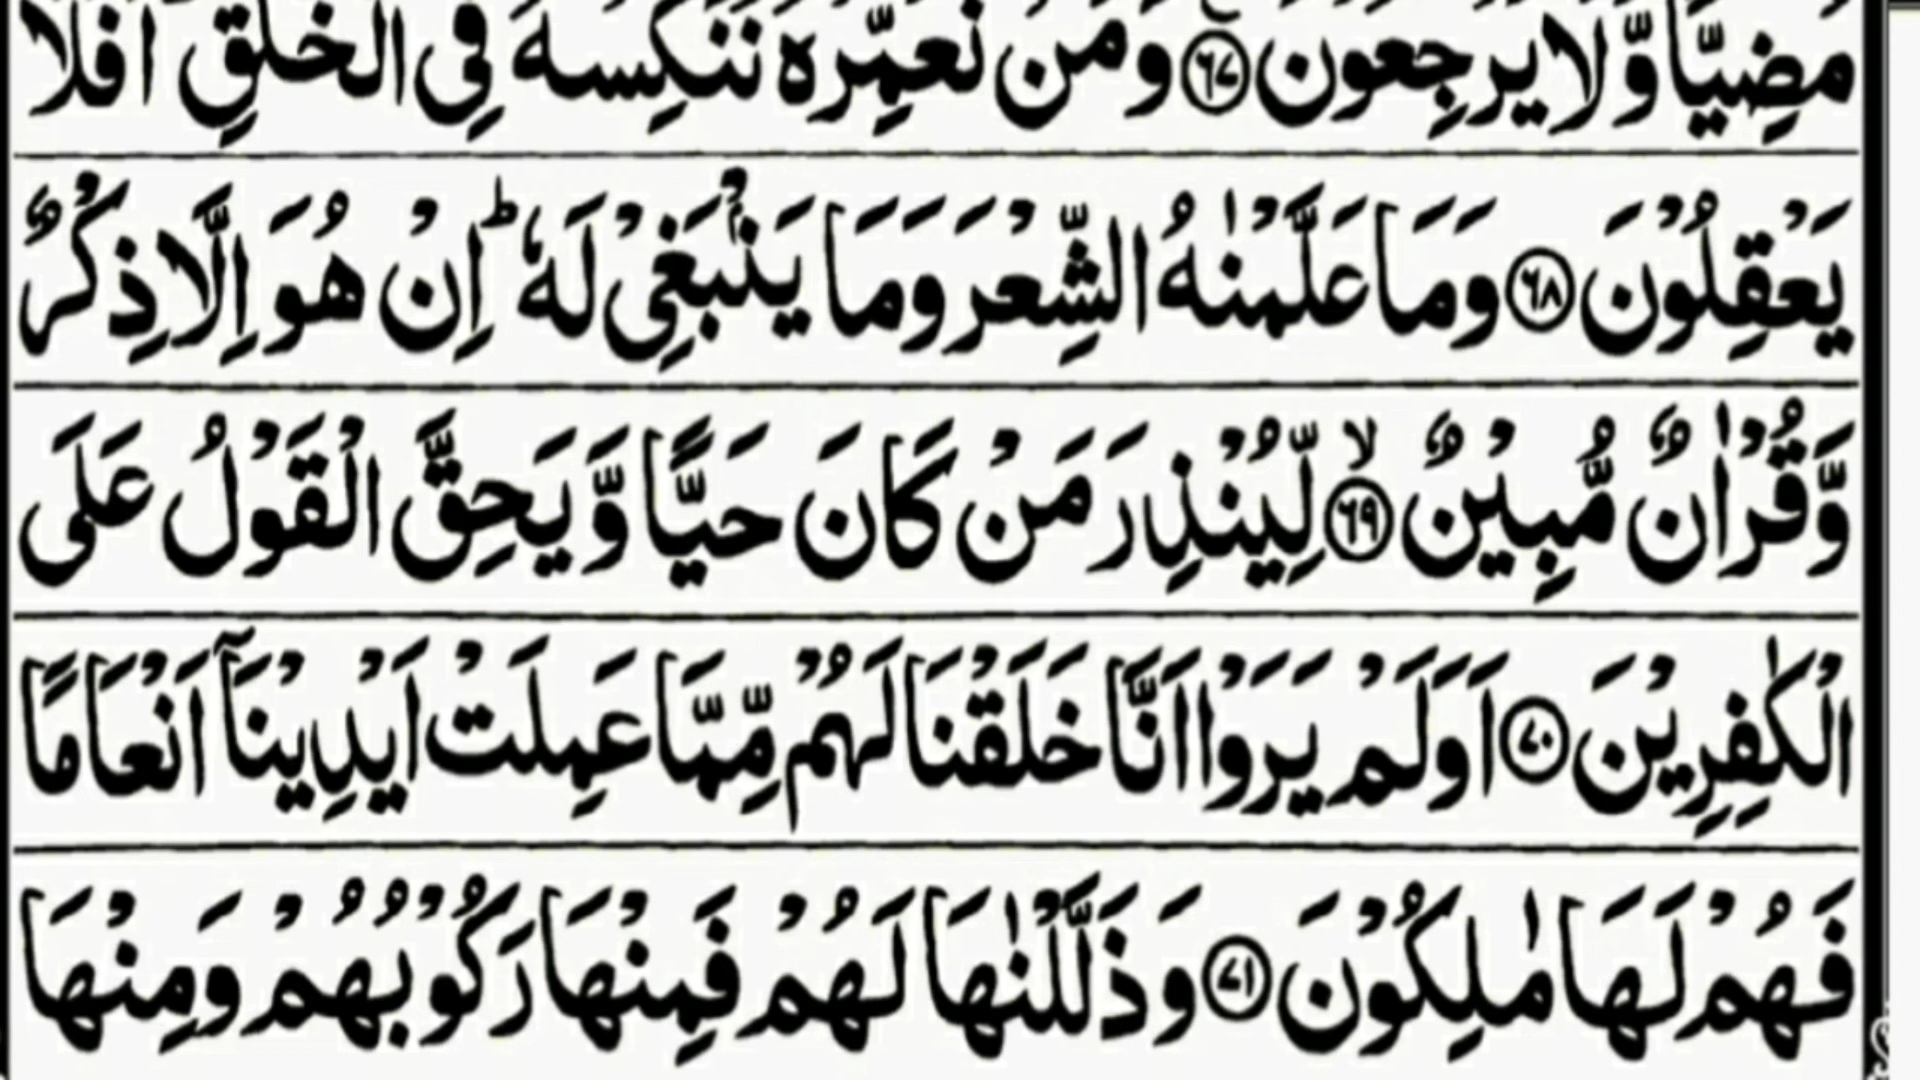 مُضِيًّا وَّلَا يَرْجِعُوْنَ ﴿٦٧﴾ وَمَنْ نُّعَمِّرْهُ نُنَكِّسْهُ فِى الْخَلْقِ اَفَلَا
يَعْقِلُوْنَ ﴿٦٨﴾ وَمَا عَلَّمْنٰهُ الشِّعْرَ وَمَا يَنْۢبَغِىْ لَهٗ ؕ اِنْ هُوَ اِلَّا ذِكْرٌ
وَّقُرْاٰنٌ مُّبِيْنٌ ﴿٦٩﴾ۙ لِّيُنْذِرَ مَنْ كَانَ حَيًّا وَّيَحِقَّ الْقَوْلُ عَلَى
الْكٰفِرِيْنَ ﴿٧٠﴾ اَوَلَمْ يَرَوْا اَنَّا خَلَقْنَا لَهُمْ مِّمَّا عَمِلَتْ اَيْدِيْنَاۤ اَنْعَامًا
فَهُمْ لَهَا مٰلِكُوْنَ ﴿٧١﴾ وَذَلَّلْنٰهَا لَهُمْ فَمِنْهَا رَكُوْبُهُمْ وَمِنْهَا